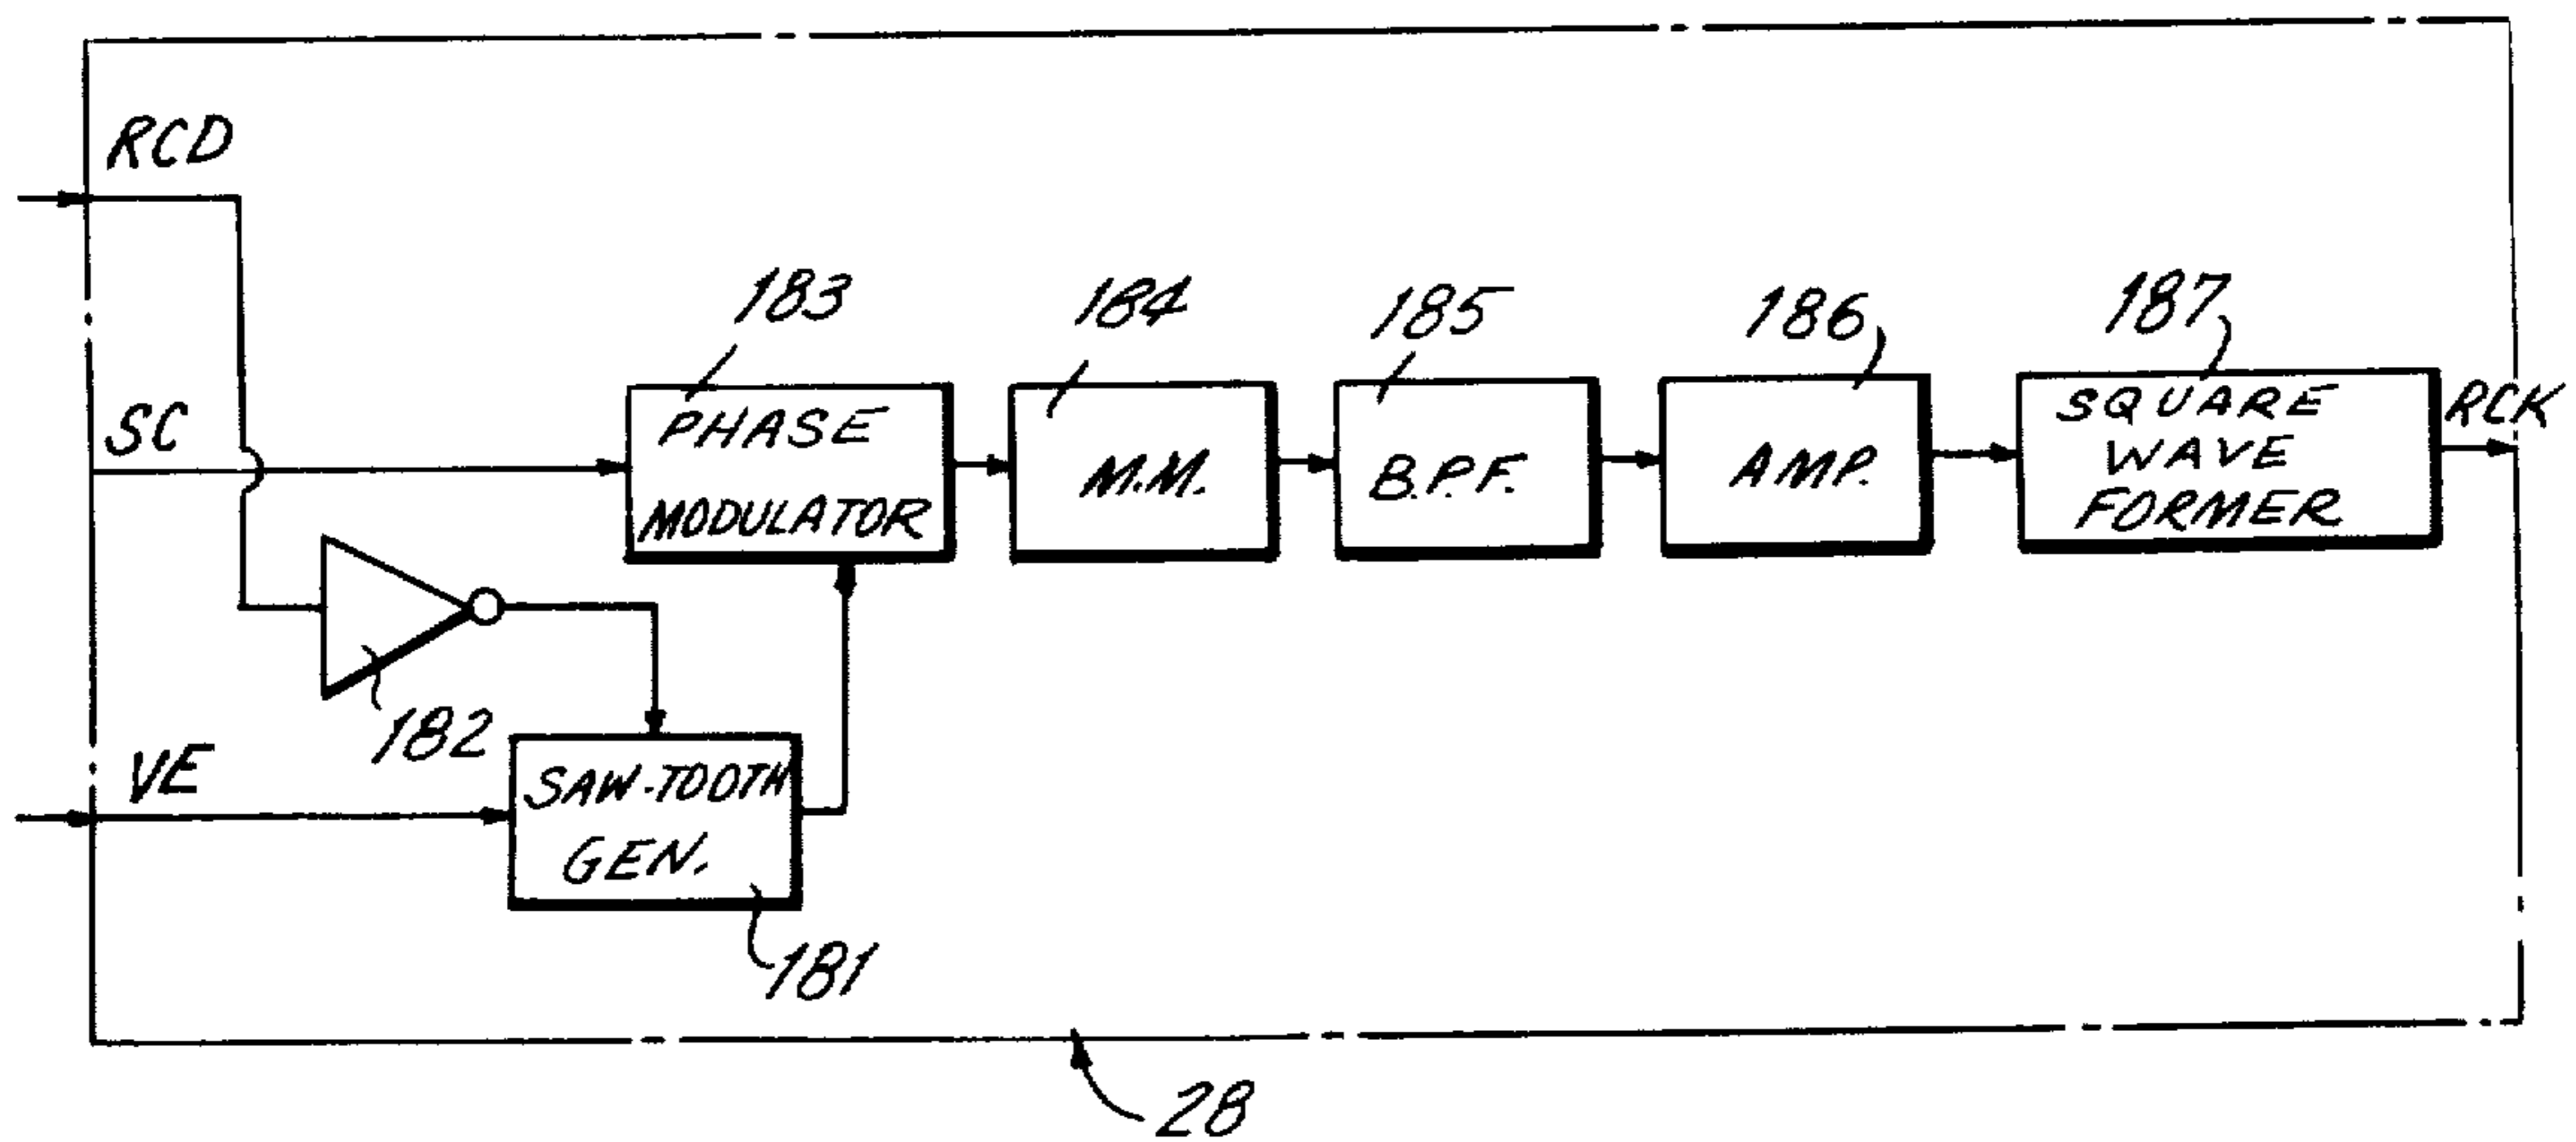 RCD
183
184
185
186
187
SC
PHASE
MODULATOR
M.M.
B.P.F.
AMP.
SQUARE
WAVE
FORMER
RCK
182
VE
SAW-TOOTH
GEN.
181
28